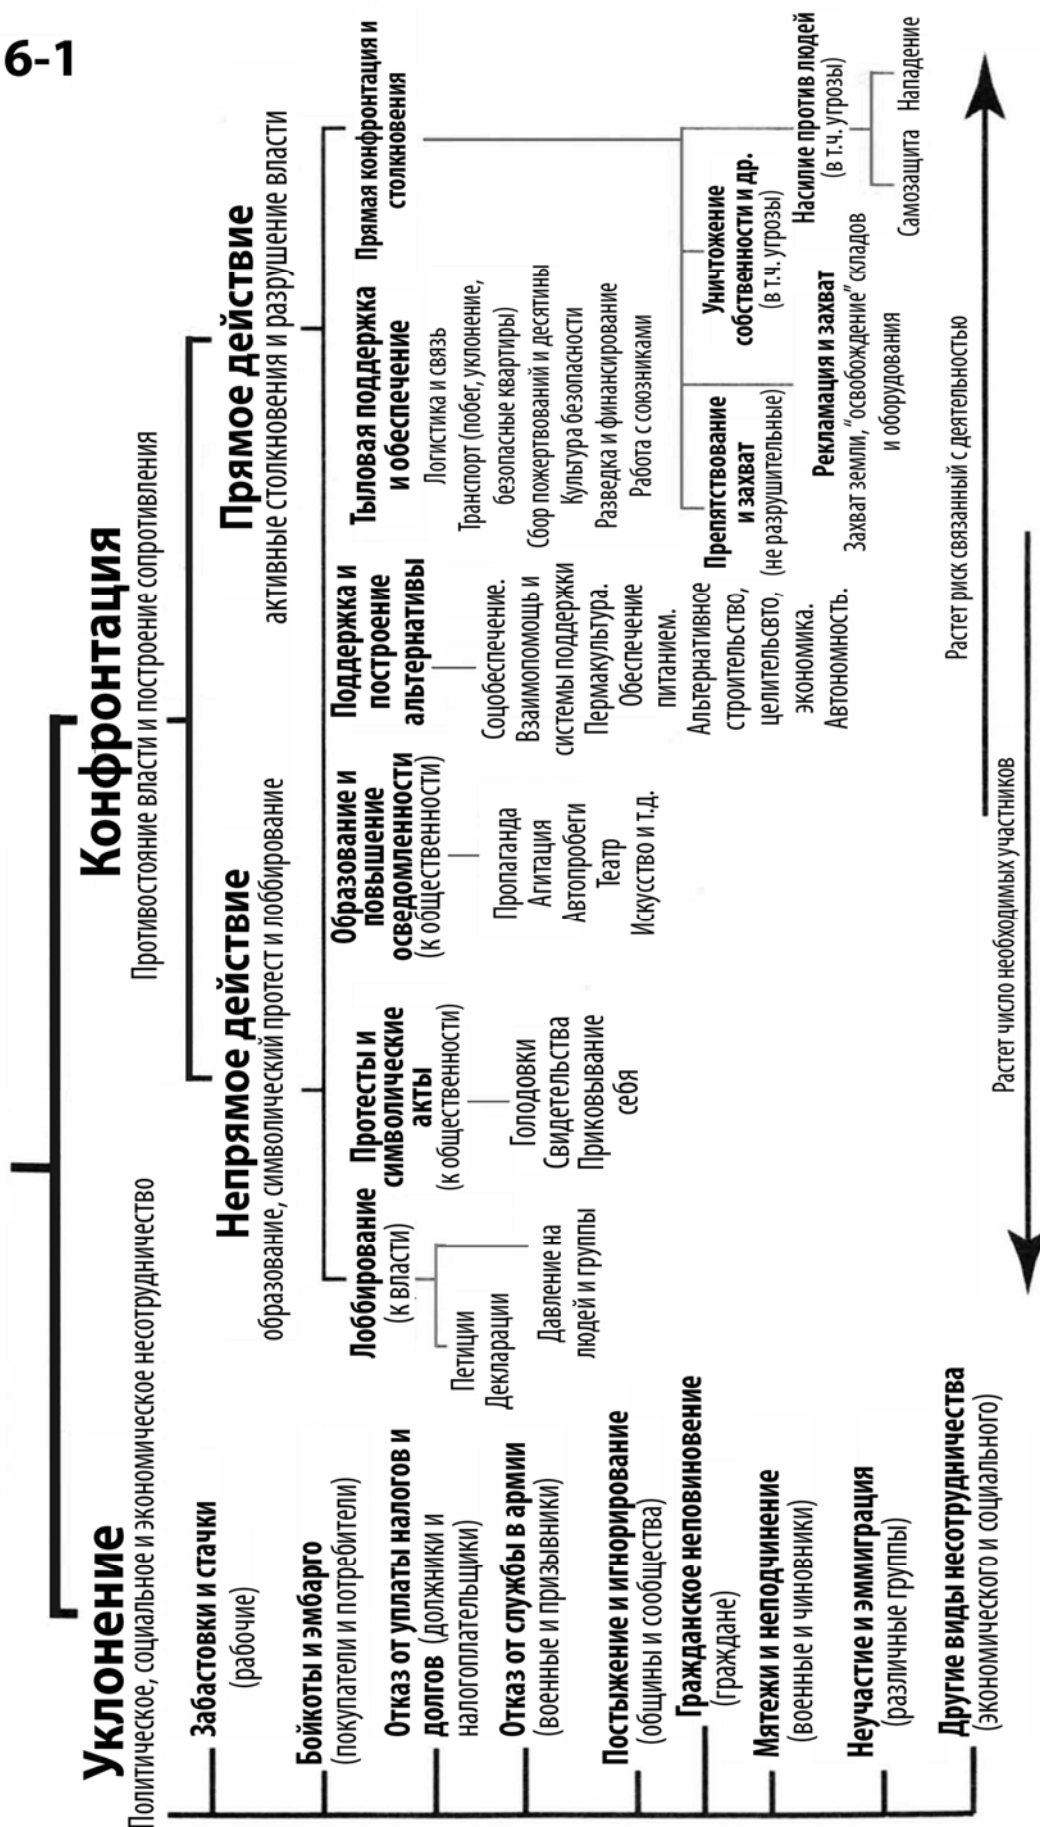 6-1
Уклонение
Политическое, социальное и экономическое несотрудничество
Забастовки и стачки
(рабочие)
Бойкоты и эмбарго
(покупатели и потребители)
Отказ от уплаты налогов и
долгов (должники и
налогоплательщики)
Отказ от службы в армии
(военные и призывники)
Постыжение и игнорирование
(общины и сообщества)
Гражданское неповиновение
(граждане)
Мятежи и неподчинение
(военные и чиновники)
Неучастие и эммиграция
(различные группы)
Другие виды несотрудничества
(экономического и социального)
Конфронтация
Противостояние власти и построение сопротивления
Непрямое действие
образование, символический протест и лоббирование
Лоббирование
(к власти)
Петиции
Декларации
Давление на
людей и группы
Протесты и
символические
акты
(к общественности)
Голодовки
Свидетельства
Приковывание
себя
Образование и
повышение
осведомленности
(к общественности)
Пропаганда
Агитация
Автопробеги
Театр
Искусство и т.д.
Поддержка и
построение
альтернативы
Соцобеспечение.
Взаимопомощь и
системы поддержки
Пермакультура.
Обеспечение
питанием.
Альтернативное
строительство,
целительсвто,
экономика.
Автономность.
Прямое действие
активные столкновения и разрушение власти
Тыловая поддержка
и обеспечение
Логистика и связь
Транспорт (побег, уклонение,
безопасные квартиры)
Сбор пожертвований и десятины
Культура безопасности
Разведка и финансирование
Работа с союзниками
Прямая конфронтация и
столкновения
Препятствование
и захват
(не разрушительные)
Рекламация и захват
Захват земли, "освобождение" складов
и оборудования
Уничтожение
собственности и др.
(в т.ч. угрозы)
Насилие против людей
(в т.ч. угрозы)
Самозащита
Нападение
Растет риск связанный с деятельностью
Растет число необходимых участников